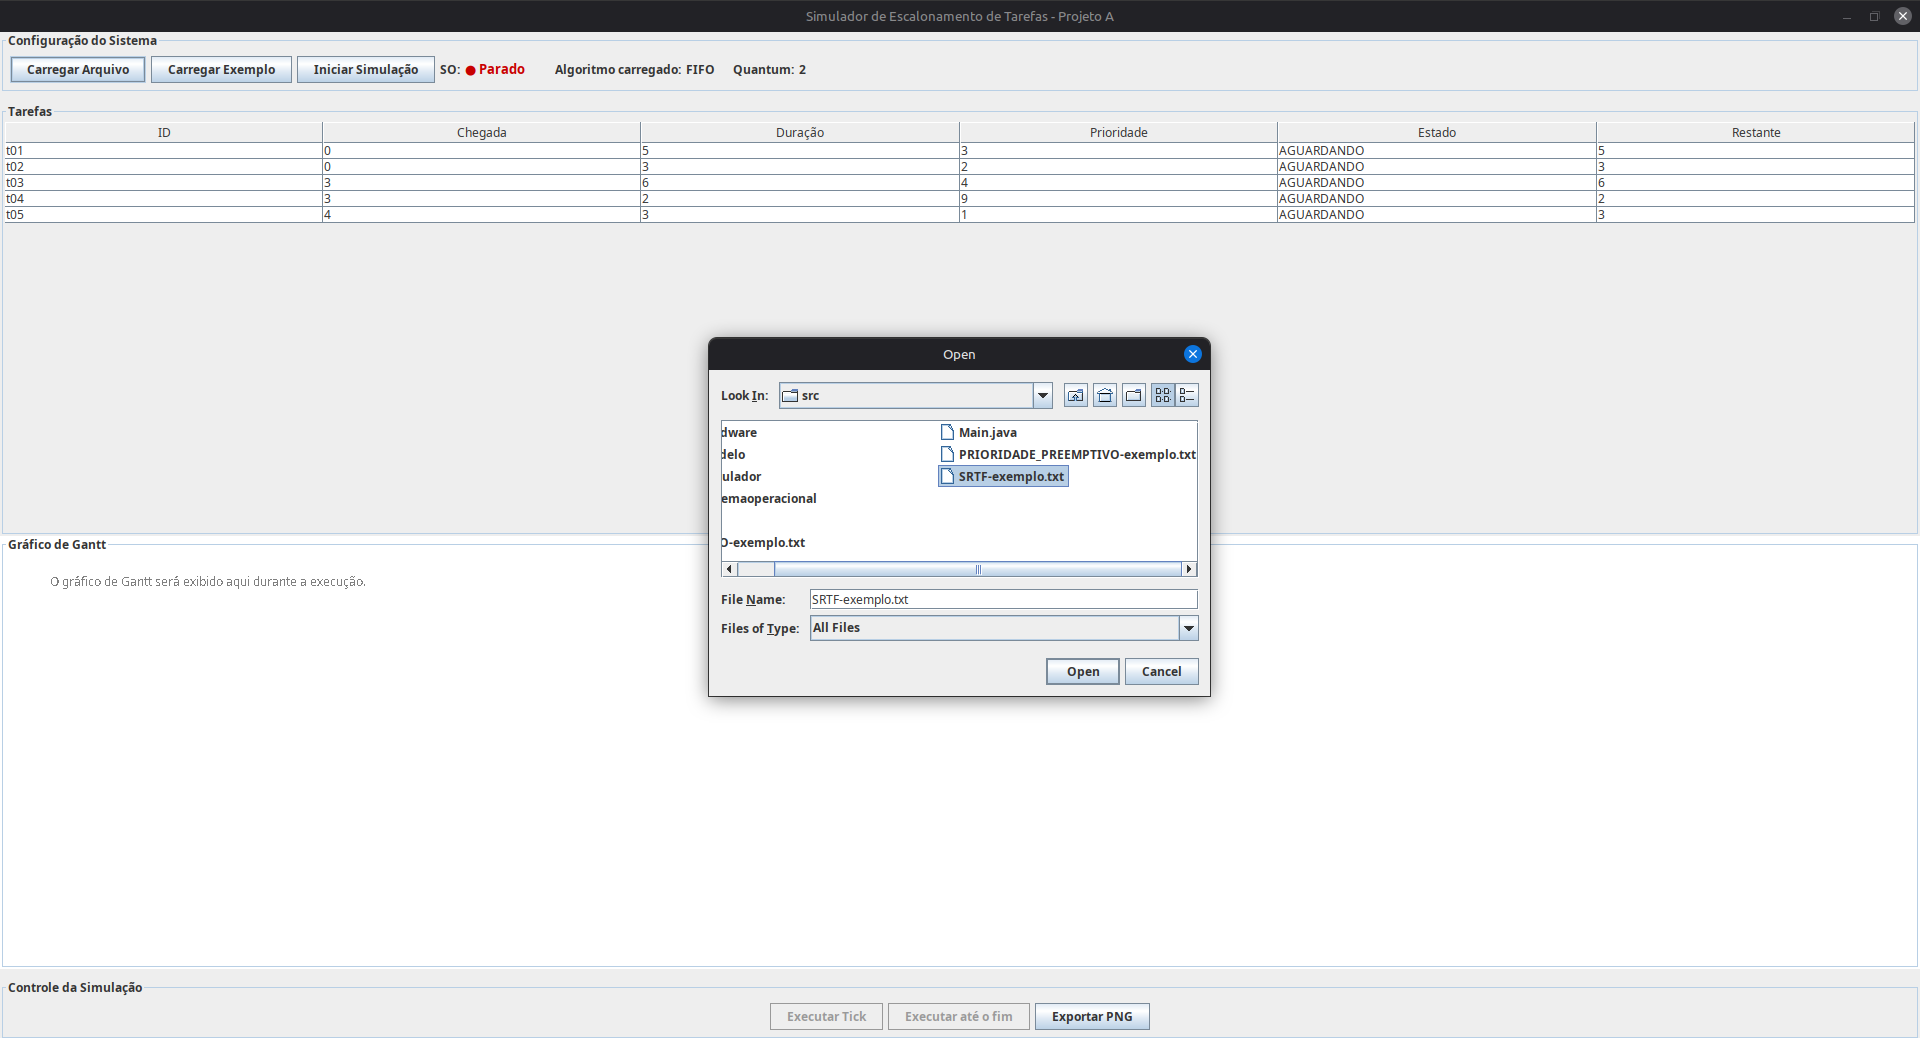 Simulador de Escalonamento de Tarefas - Projeto A
Configuração do Sistema
Carregar Arquivo Carregar Exemplo Iniciar Simulação SO: Parado Algoritmo carregado: FIFO Quantum: 2
Tarefas
ID Chegada Duração Prioridade Estado Restante
t01 0 5 3 AGUARDANDO 5
t02 0 3 2 AGUARDANDO 3
t03 3 6 4 AGUARDANDO 6
t04 3 2 9 AGUARDANDO 2
t05 4 3 1 AGUARDANDO 3
Open
Look In: src
dware Main.java
delo PRIORIDADE_PREEMPTIVO-exemplo.txt
ulador SRTF-exemplo.txt
emaoperacional
O-exemplo.txt
File Name: SRTF-exemplo.txt
Files of Type: All Files
Open Cancel
Gráfico de Gantt
O gráfico de Gantt será exibido aqui durante a execução.
Controle da Simulação
Executar Tick Executar até o fim Exportar PNG